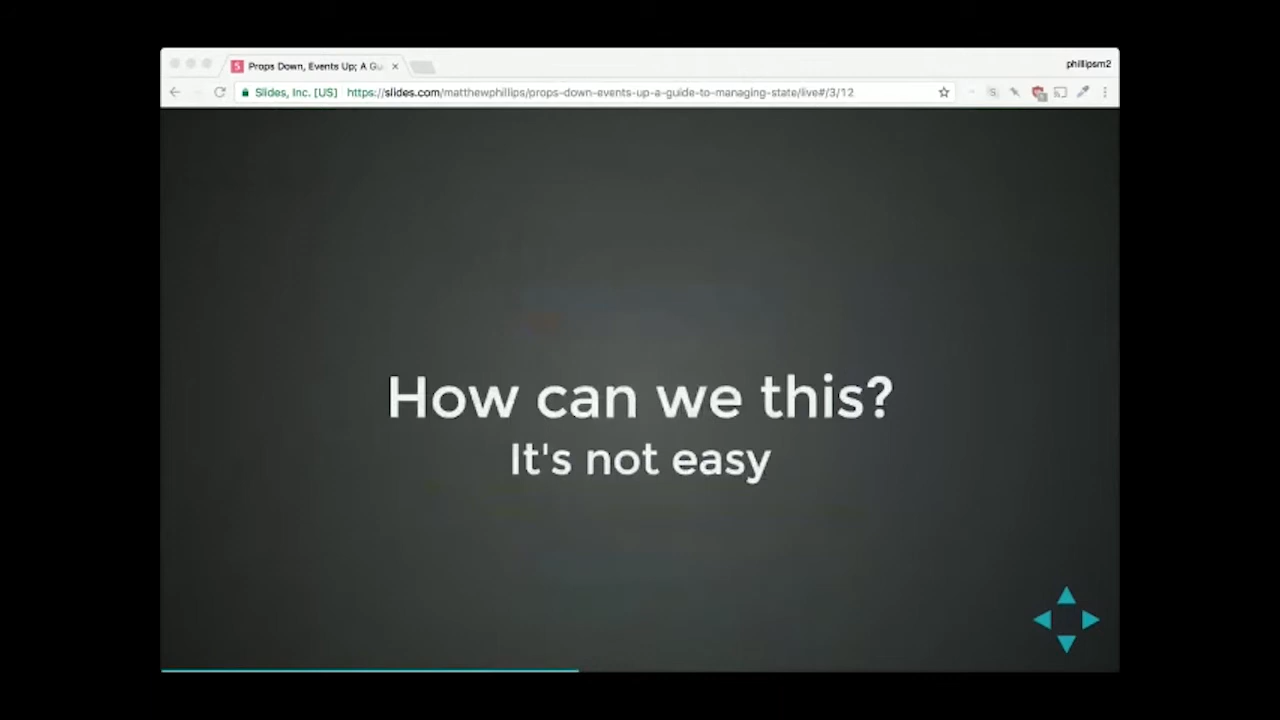 Props Down, Events Up; A Gu
phillipsm2
Slides, Inc. [US] https://slides.com/matthewphillips/props-down-events-up-a-guide-to-managing-state/live#/3/12
How can we this?
It's not easy